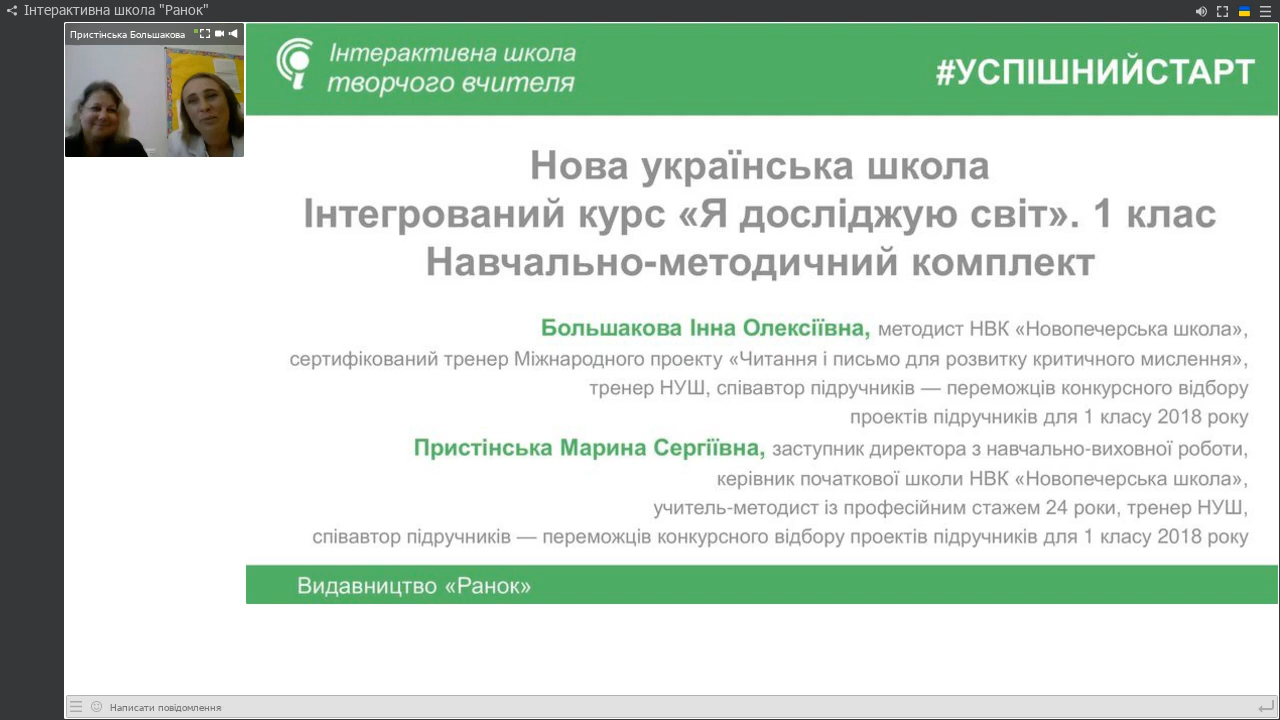 Інтерактивна школа "Ранок"
Пристінська Большакова
Інтерактивна школа
творчого вчителя
#УСПІШНИЙСТАРТ
Нова українська школа
Інтегрований курс «Я досліджую світ». 1 клас
Навчально-методичний комплект
Большакова Інна Олексіївна, методист НВК «Новопечерська школа»,
сертифікований тренер Міжнародного проекту «Читання і письмо для розвитку критичного мислення»,
тренер НУШ, співавтор підручників — переможців конкурсного відбору
проектів підручників для 1 класу 2018 року
Пристінська Марина Сергіївна, заступник директора з навчально-виховної роботи,
керівник початкової школи НВК «Новопечерська школа»,
учитель-методист із професійним стажем 24 роки, тренер НУШ,
співавтор підручників — переможців конкурсного відбору проектів підручників для 1 класу 2018 року
Видавництво «Ранок»
Написати повідомлення